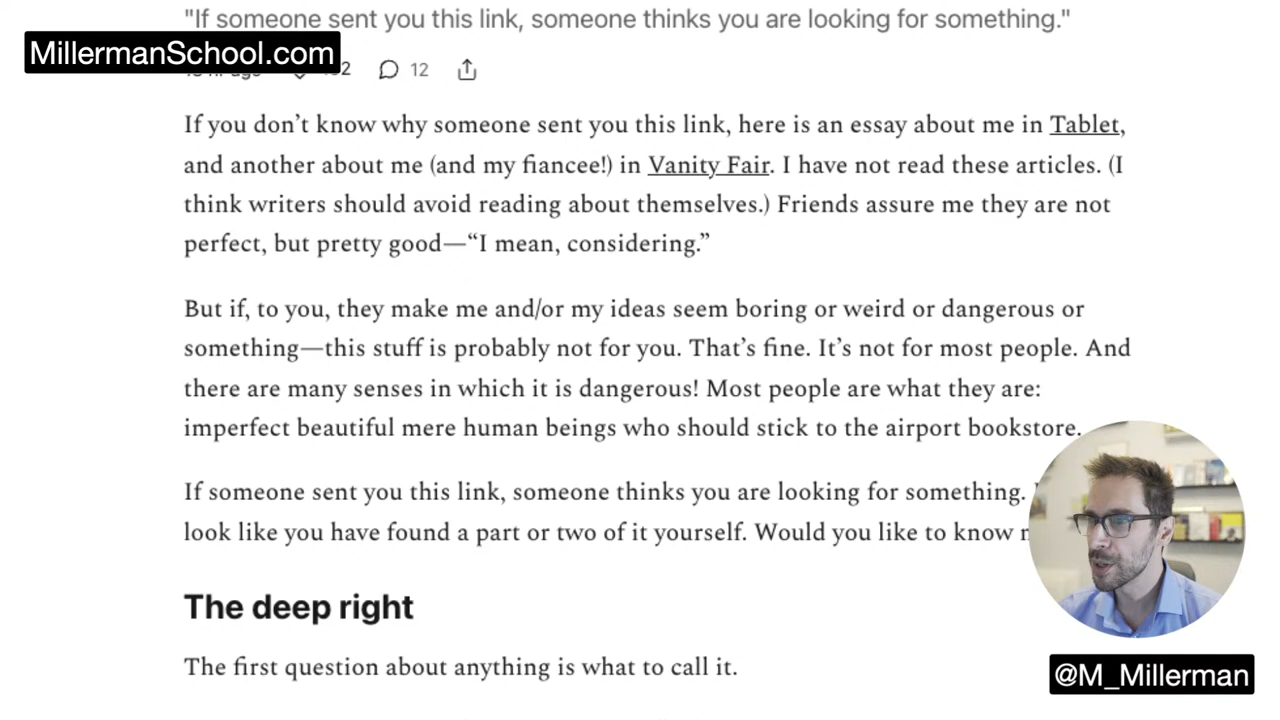 "If someone sent you this link, someone thinks you are looking for something."
MillermanSchool.com
12
If you don’t know why someone sent you this link, here is an essay about me in Tablet,
and another about me (and my fiancee!) in Vanity Fair. I have not read these articles. (I
think writers should avoid reading about themselves.) Friends assure me they are not
perfect, but pretty good—“I mean, considering.”
But if, to you, they make me and/or my ideas seem boring or weird or dangerous or
something—this stuff is probably not for you. That’s fine. It’s not for most people. And
there are many senses in which it is dangerous! Most people are what they are:
imperfect beautiful mere human beings who should stick to the airport bookstore.
If someone sent you this link, someone thinks you are looking for something.
look like you have found a part or two of it yourself. Would you like to know
The deep right
The first question about anything is what to call it.
@M_Millerman